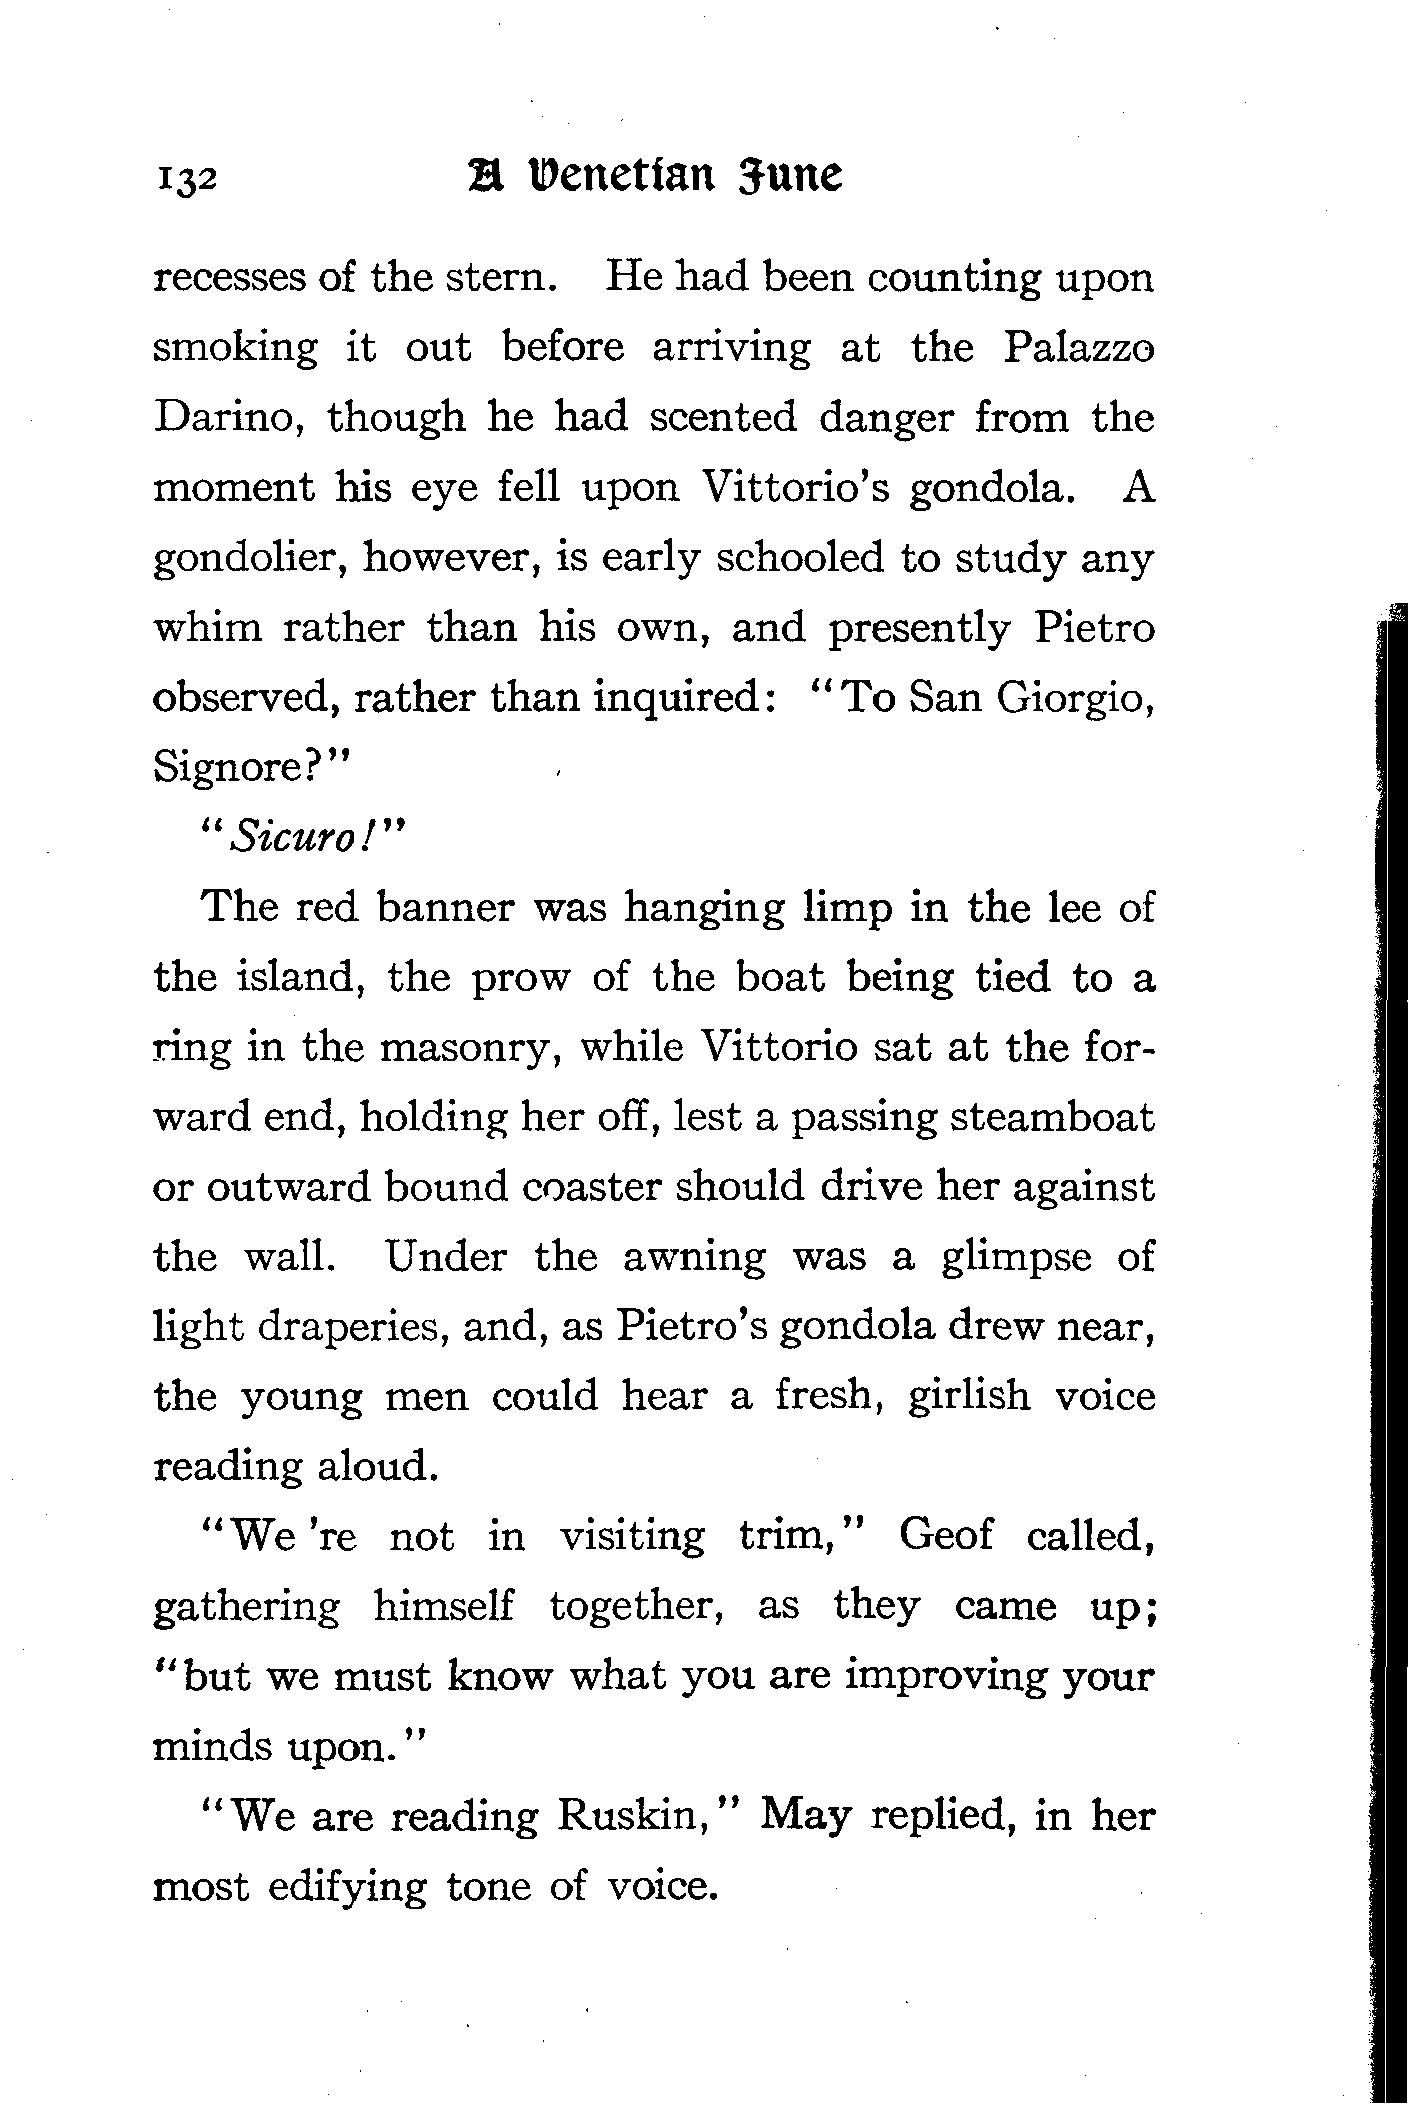 132 A Venetian June
recesses of the stern. He had been counting upon
smoking it out before arriving at the Palazzo
Darino, though he had scented danger from the
moment his eye fell upon Vittorio's gondola. A
gondolier, however, is early schooled to study any
whim rather than his own, and presently Pietro
observed, rather than inquired: "To San Giorgio,
Signore?"
"Sicuro!"
The red banner was hanging limp in the lee of
the island, the prow of the boat being tied to a
ring in the masonry, while Vittorio sat at the for-
ward end, holding her off, lest a passing steamboat
or outward bound coaster should drive her against
the wall. Under the awning was a glimpse of
light draperies, and, as Pietro's gondola drew near,
the young men could hear a fresh, girlish voice
reading aloud.
"We 're not in visiting trim," Geof called,
gathering himself together, as they came up;
"but we must know what you are improving your
minds upon."
"We are reading Ruskin," May replied, in her
most edifying tone of voice.